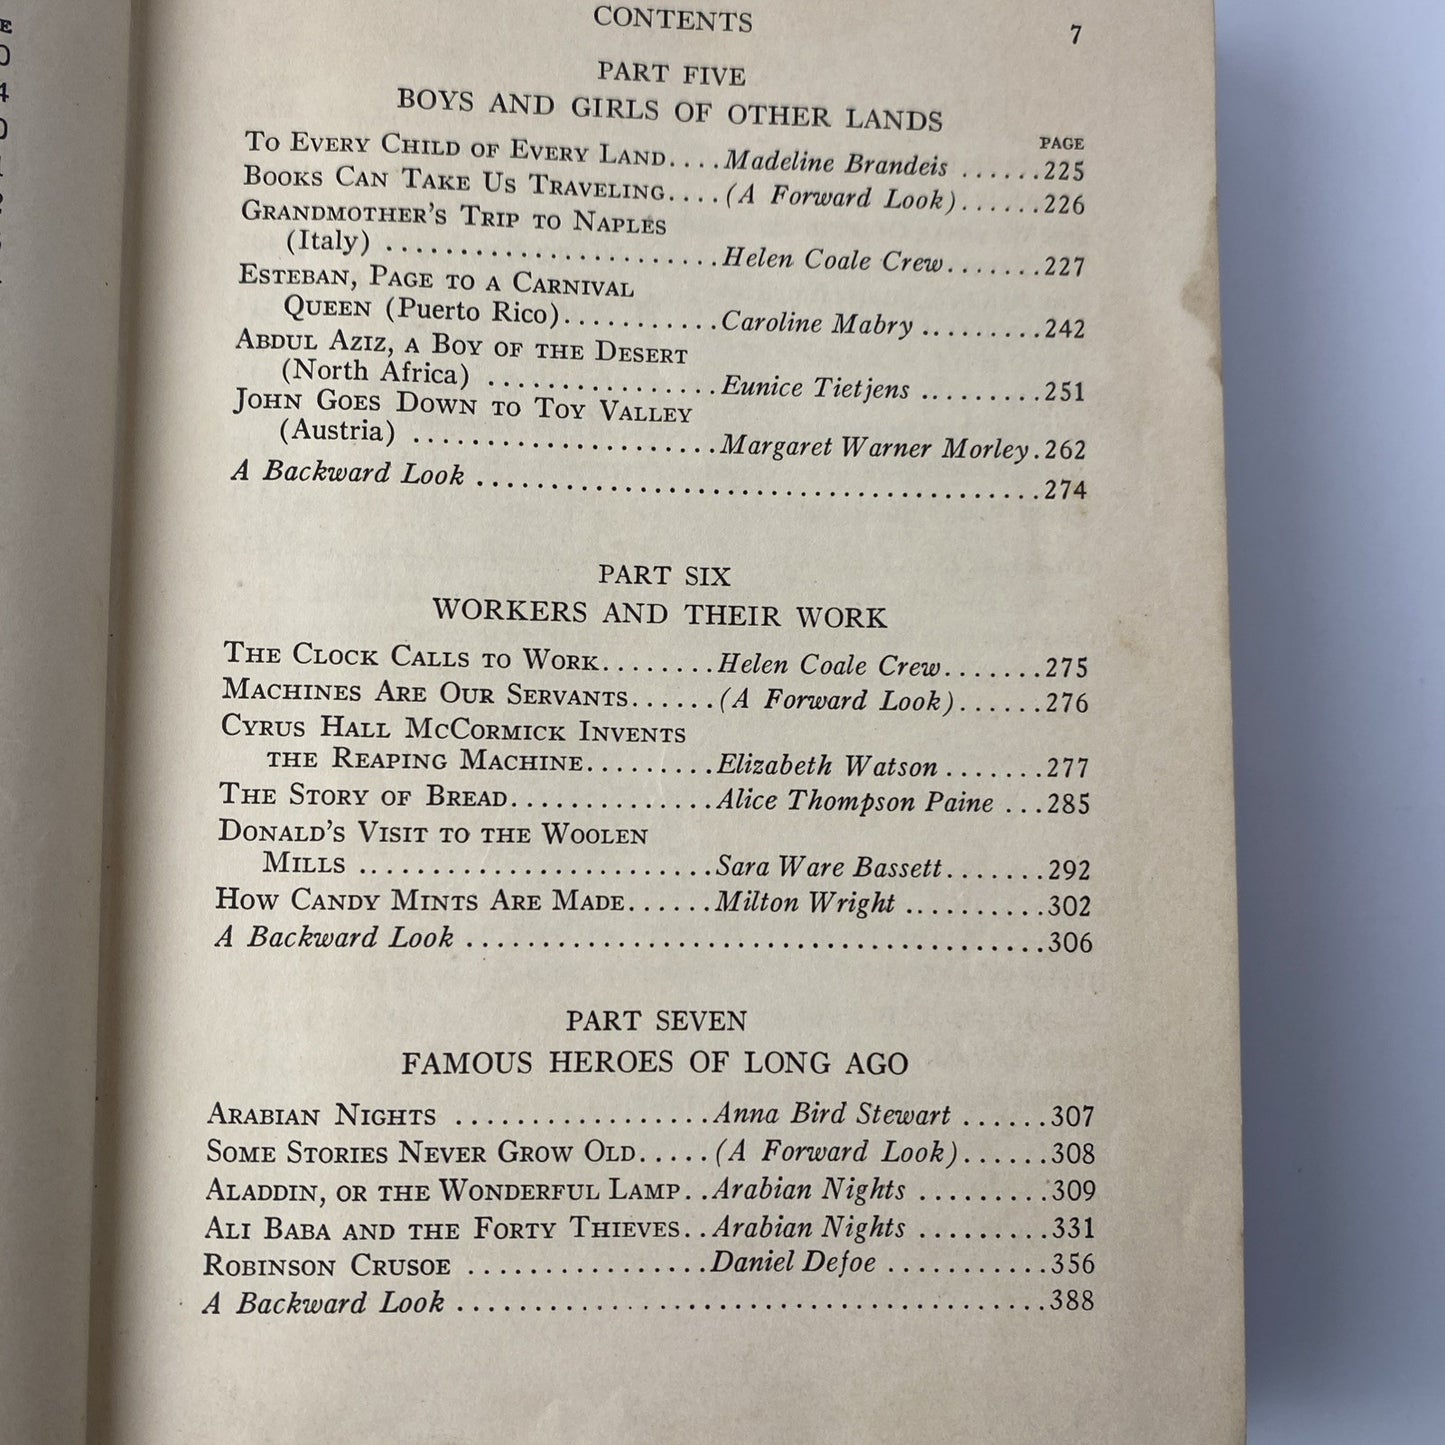 CONTENTS 7
PART FIVE
BOYS AND GIRLS OF OTHER LANDS
PAGE
To Every Child of Every Land....Madeline Brandeis ......225
Books Can Take Us Traveling....(A Forward Look)......226
Grandmother's Trip to Naples
(Italy) .......................Helen Coale Crew.......227
Esteban, Page to a Carnival
Queen (Puerto Rico)...........Caroline Mabry .........242
Abdul Aziz, a Boy of the Desert
(North Africa) ................Eunice Tietjens .........251
John Goes Down to Toy Valley
(Austria) .....................Margaret Warner Morley.262
A Backward Look .......................................274
PART SIX
WORKERS AND THEIR WORK
The Clock Calls to Work........Helen Coale Crew.......275
Machines Are Our Servants......(A Forward Look)......276
Cyrus Hall McCormick Invents
the Reaping Machine.........Elizabeth Watson .......277
The Story of Bread..............Alice Thompson Paine ...285
Donald's Visit to the Woolen
Mills ........................Sara Ware Bassett.......292
How Candy Mints Are Made......Milton Wright ..........302
A Backward Look ........................................306
PART SEVEN
FAMOUS HEROES OF LONG AGO
Arabian Nights ..................Anna Bird Stewart ......307
Some Stories Never Grow Old.....(A Forward Look)......308
Aladdin, or the Wonderful Lamp..Arabian Nights .........309
Ali Baba and the Forty Thieves..Arabian Nights .........331
Robinson Crusoe .................Daniel Defoe ...........356
A Backward Look .........................................388